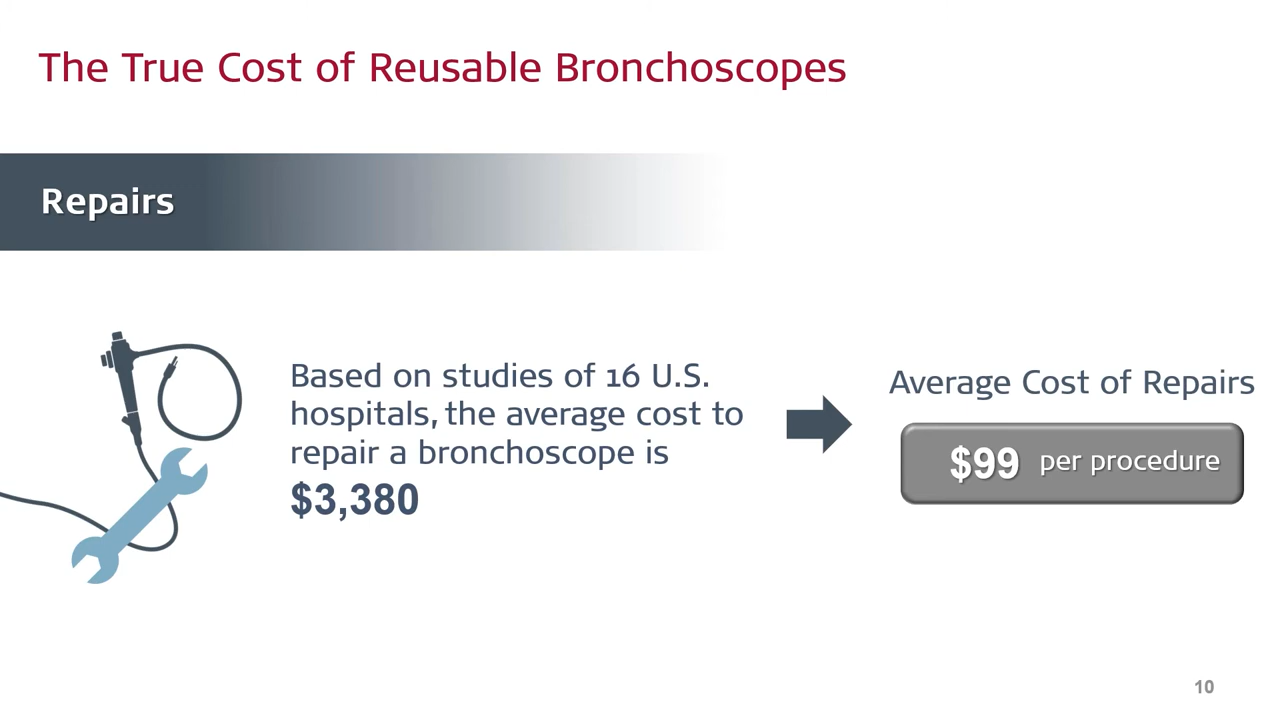 The True Cost of Reusable Bronchoscopes
Repairs
Based on studies of 16 U.S.
hospitals, the average cost to
repair a bronchoscope is
$3,380
Average Cost of Repairs
$99 per procedure
10